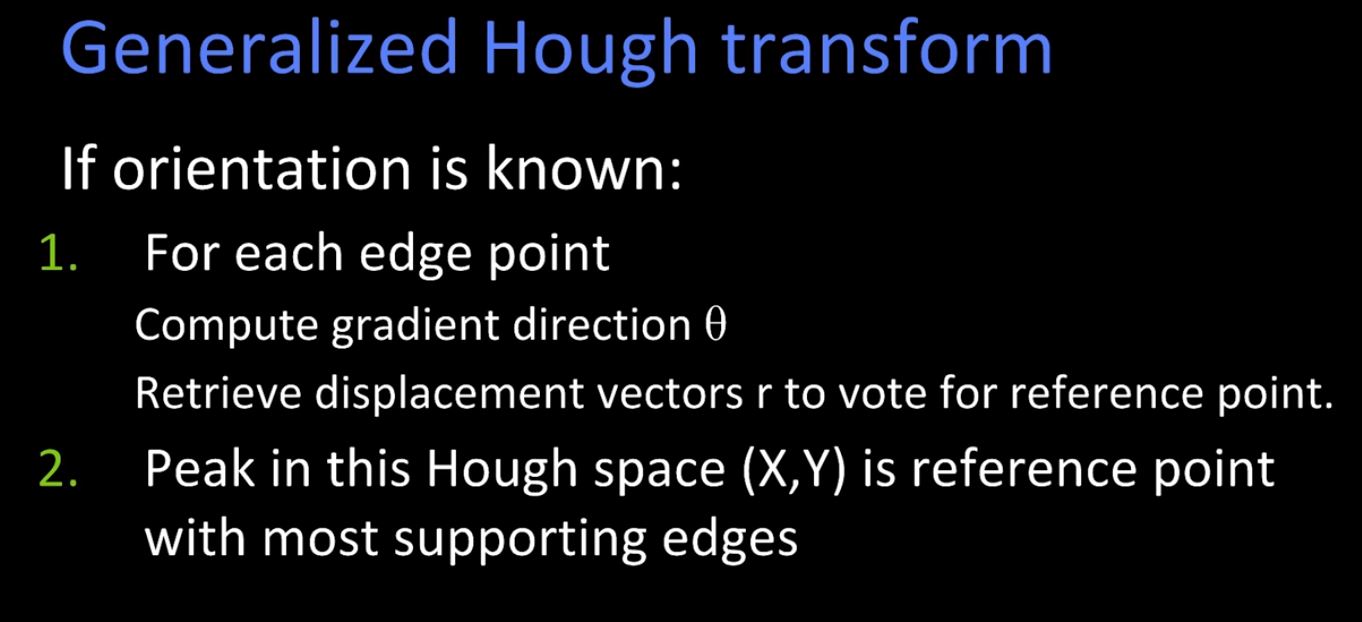 Generalized Hough transform
If orientation is known:
1. For each edge point
Compute gradient direction θ
Retrieve displacement vectors r to vote for reference point.
2. Peak in this Hough space (X,Y) is reference point
with most supporting edges